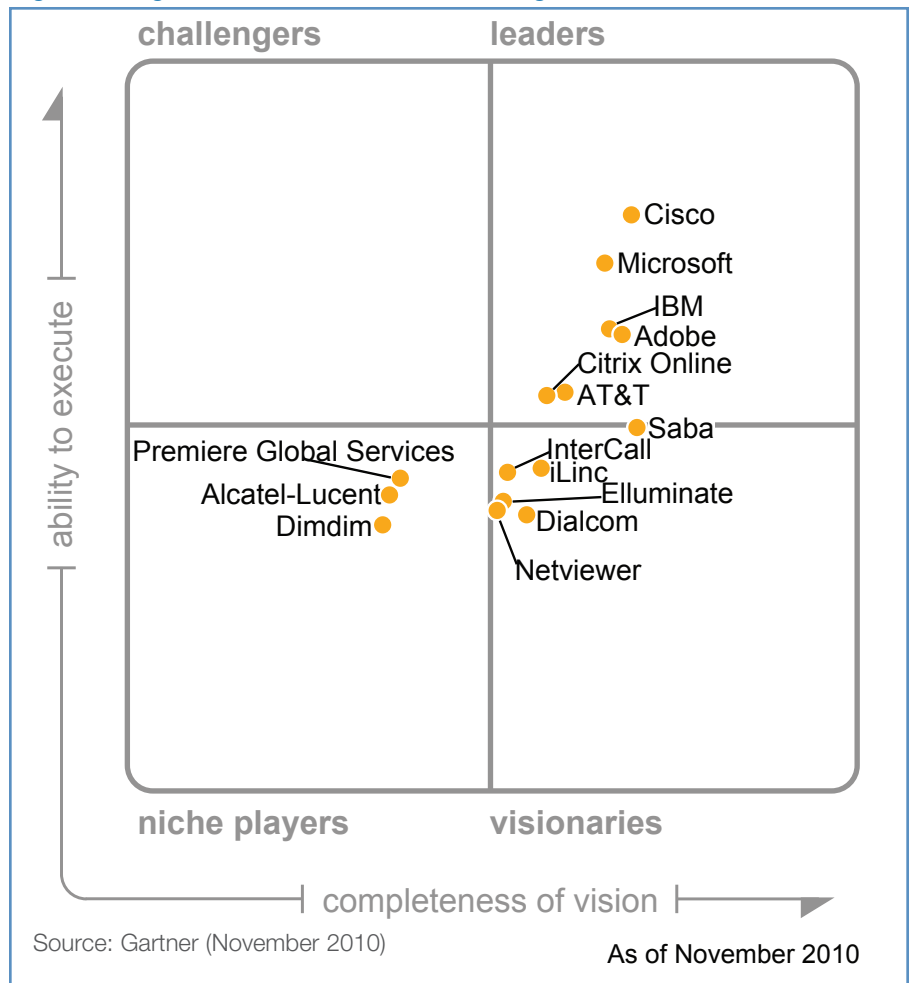 challengers
leaders
Cisco
Microsoft
IBM
Adobe
Citrix Online
AT&T
Saba
Premiere Global Services
InterCall
iLinc
Alcatel-Lucent
Elluminate
Dimdim
Dialcom
Netviewer
niche players
visionaries
ability to execute
completeness of vision
Source: Gartner (November 2010)
As of November 2010